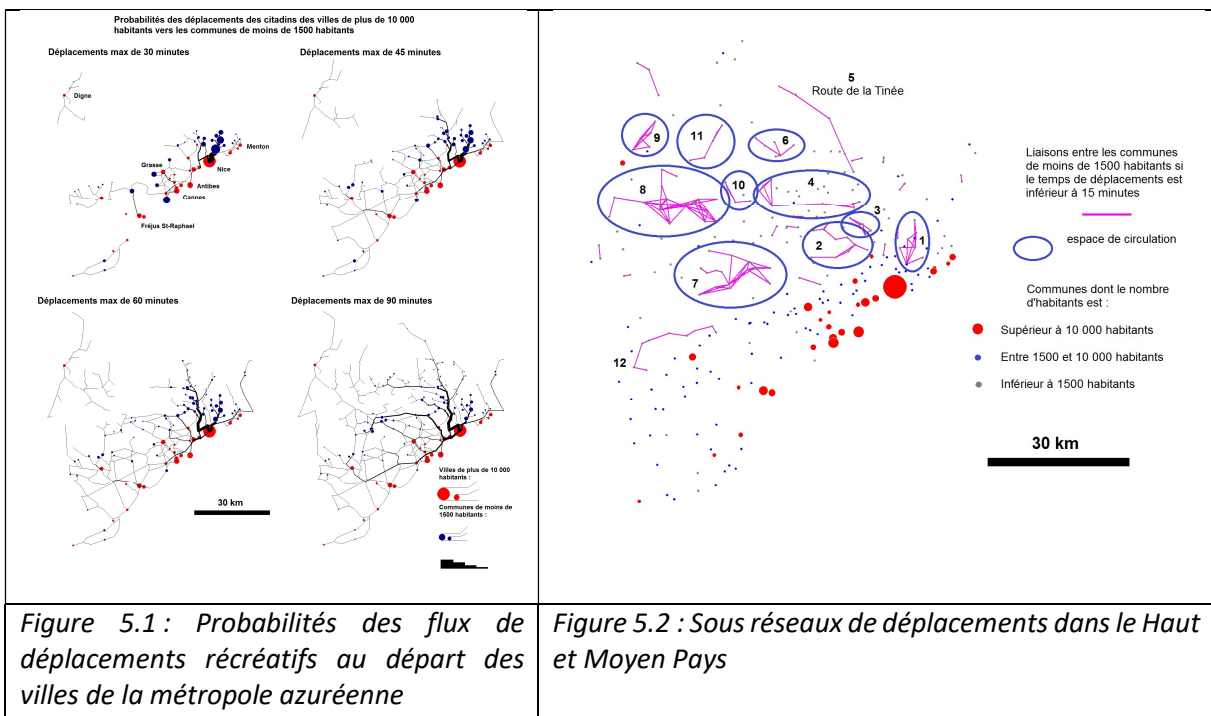 Probabilités des déplacements des citadins des villes de plus de 10 000
habitants vers les communes de moins de 1500 habitants
Déplacements max de 30 minutes
Déplacements max de 45 minutes
Digne
Menton
Grasse
Nice
Antibes
Cannes
Fréjus St-Raphael
Déplacements max de 60 minutes
Déplacements max de 90 minutes
30 km
Villes de plus de 10 000
habitants :
Communes de moins de
1500 habitants :
5
Route de la Tinée
9
11
6
8
10
4
3
2
1
7
12
Liaisons entre les communes
de moins de 1500 habitants si
le temps de déplacements est
inférieur à 15 minutes
espace de circulation
Communes dont le nombre
d'habitants est :
Supérieur à 10 000 habitants
Entre 1500 et 10 000 habitants
Inférieur à 1500 habitants
30 km
Figure 5.1 : Probabilités des flux de
déplacements récréatifs au départ des
villes de la métropole azuréenne
Figure 5.2 : Sous réseaux de déplacements dans le Haut
et Moyen Pays